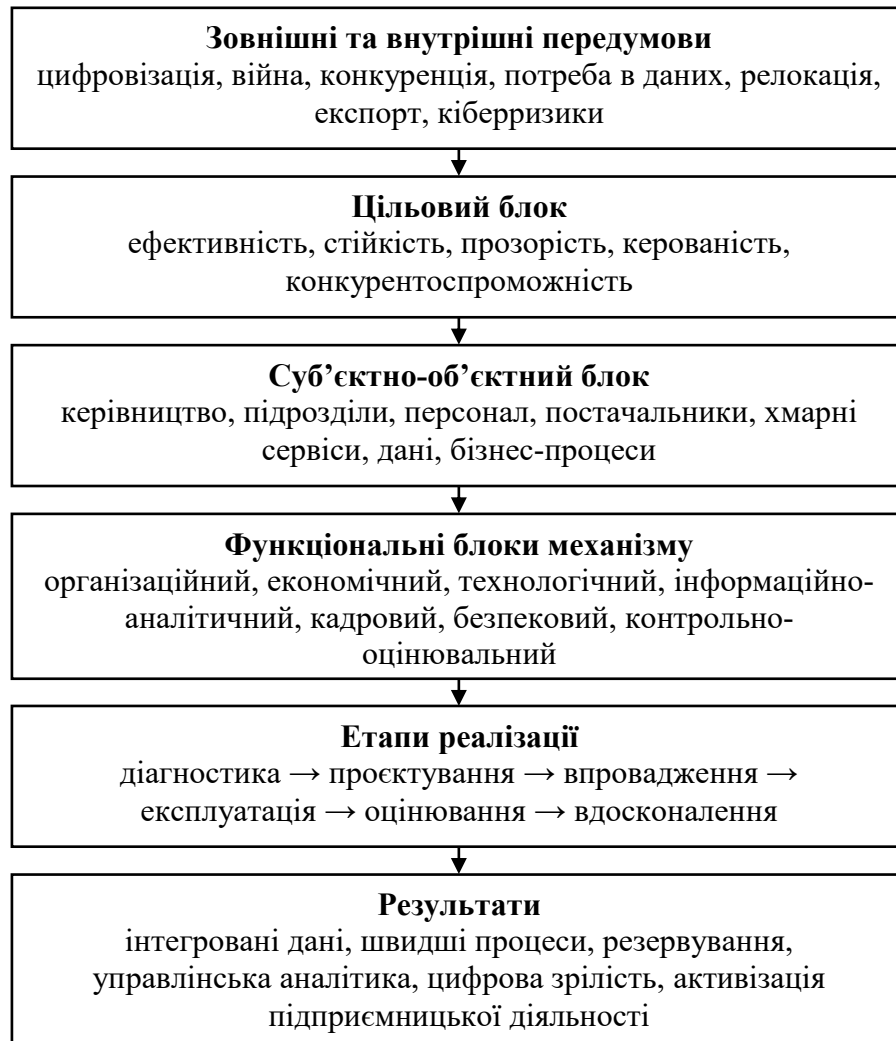 Зовнішні та внутрішні передумови
цифровізація, війна, конкуренція, потреба в даних, релокація,
експорт, кіберризики
Цільовий блок
ефективність, стійкість, прозорість, керованість,
конкурентоспроможність
Суб’єктно-об’єктний блок
керівництво, підрозділи, персонал, постачальники, хмарні
сервіси, дані, бізнес-процеси
Функціональні блоки механізму
організаційний, економічний, технологічний, інформаційно-
аналітичний, кадровий, безпековий, контрольно-
оцінювальний
Етапи реалізації
діагностика → проєктування → впровадження →
експлуатація → оцінювання → вдосконалення
Результати
інтегровані дані, швидші процеси, резервування,
управлінська аналітика, цифрова зрілість, активізація
підприємницької діяльності